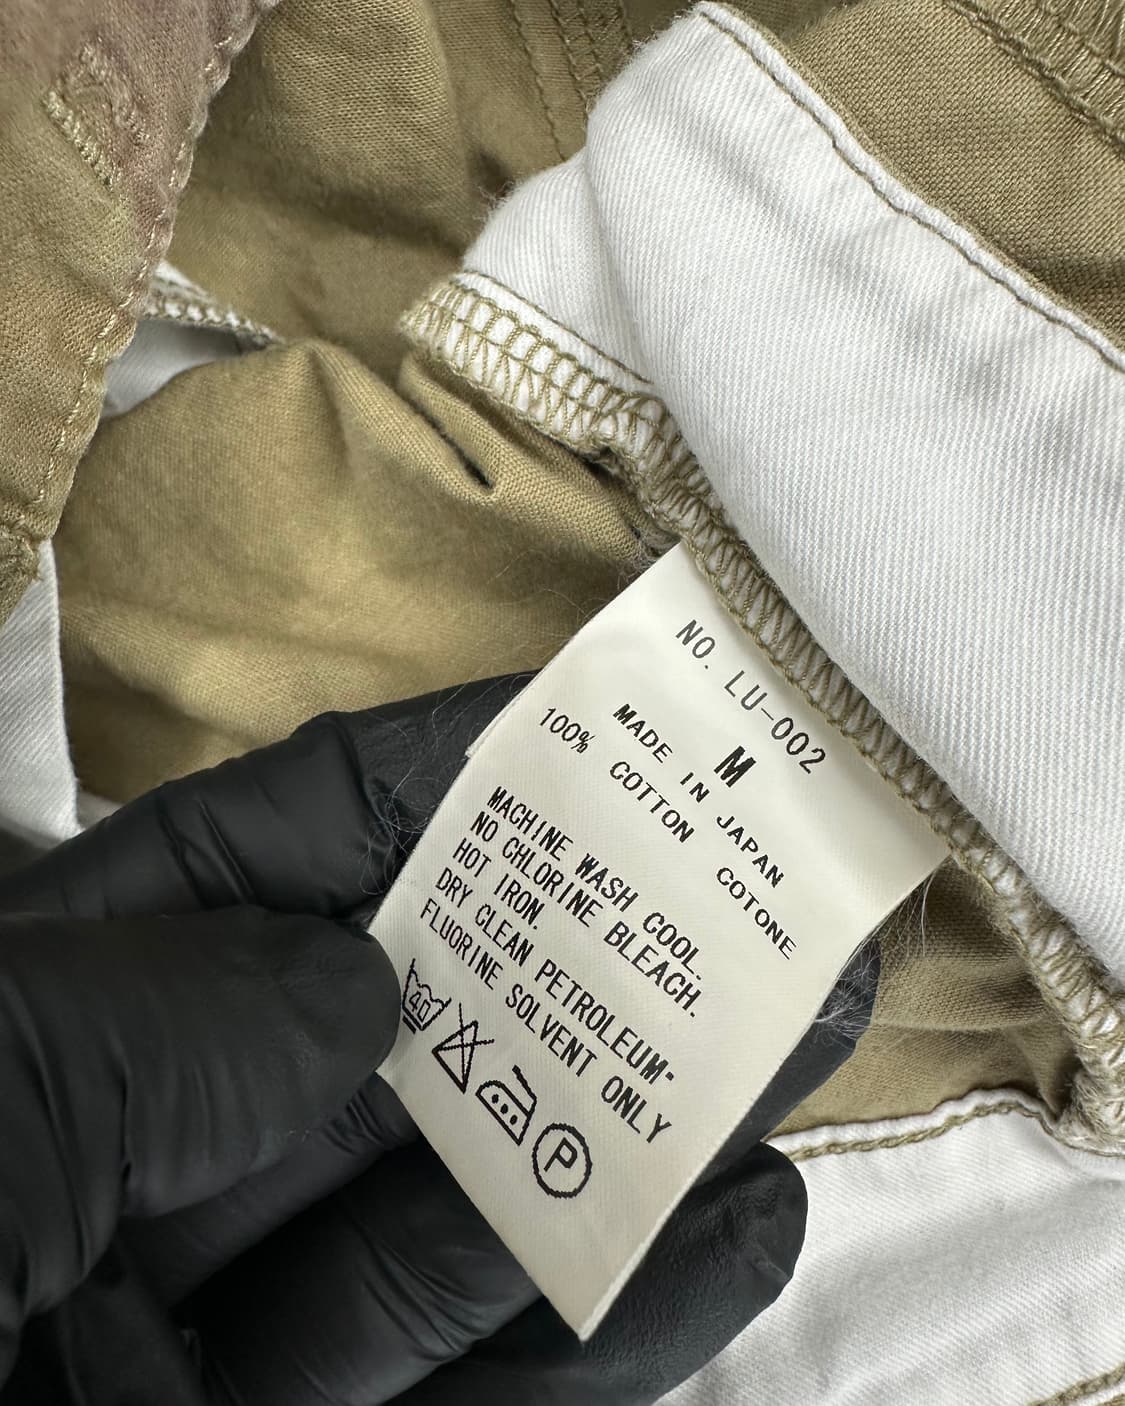 NO. LU-002
M
MADE IN JAPAN
100% COTTON COTONE
MACHINE WASH COOL.
NO CHLORINE BLEACH.
HOT IRON.
DRY CLEAN PETROLEUM-
FLUORINE SOLVENT ONLY
40
P